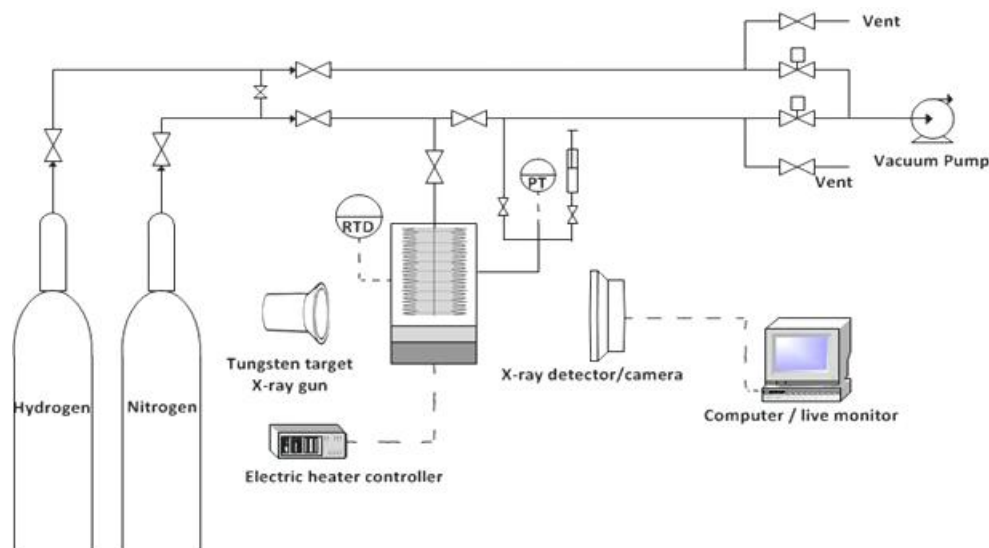 Vent
Vacuum Pump
Vent
PT
RTD
Tungsten target
X-ray gun
X-ray detector/camera
Hydrogen
Nitrogen
Computer / live monitor
Electric heater controller